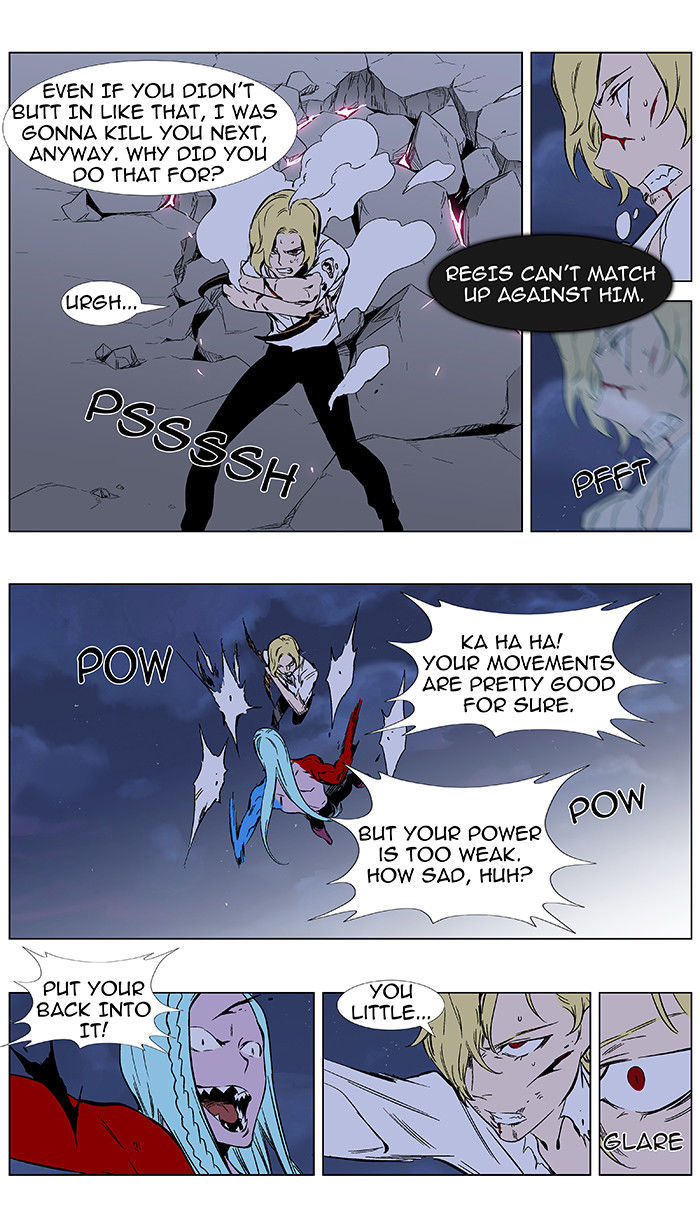 EVEN IF YOU DIDN'T
BUTT IN LIKE THAT, I WAS
GONNA KILL YOU NEXT,
ANYWAY. WHY DID YOU
DO THAT FOR?
URGH...
PSSSSH
REGIS CAN'T MATCH
UP AGAINST HIM.
PFFT
POW
KA HA HA!
YOUR MOVEMENTS
ARE PRETTY GOOD
FOR SURE.
POW
BUT YOUR POWER
IS TOO WEAK.
HOW SAD, HUH?
PUT YOUR
BACK INTO
IT!
YOU
LITTLE...
GLARE